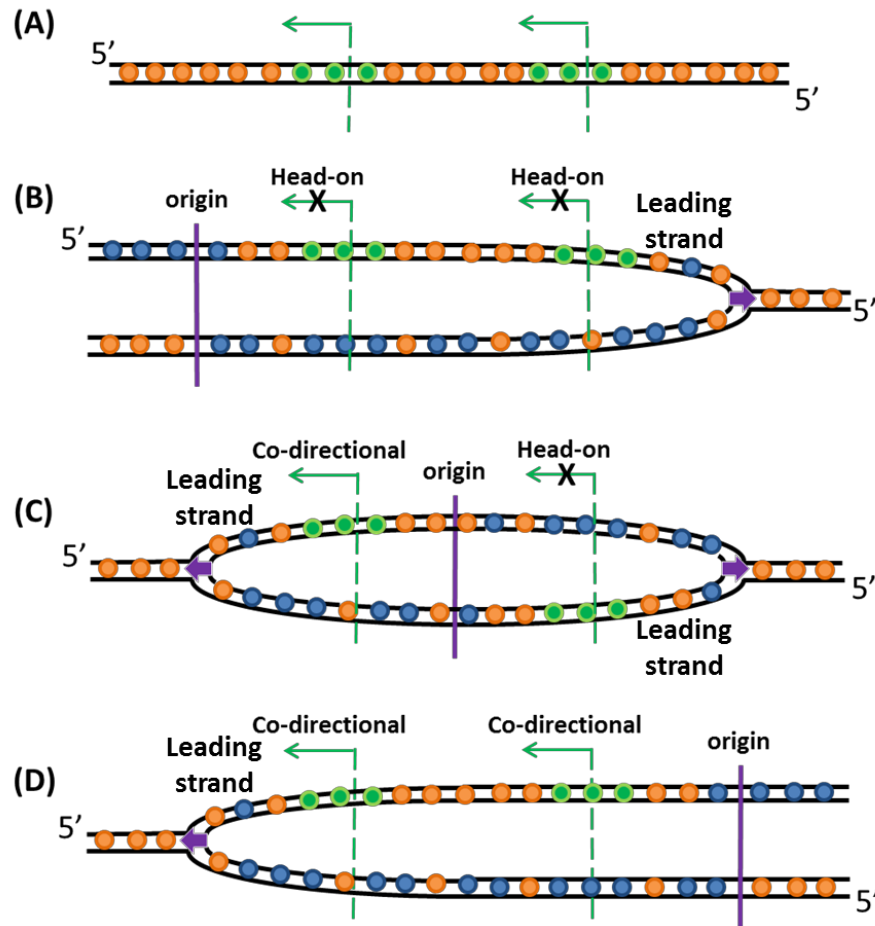 (A)
5’
5’
(B)
origin
Head-on
X
Head-on
X
Leading
strand
5’
5’
(C)
Co-directional
origin
Head-on
X
Leading
strand
5’
5’
Leading
strand
(D)
Co-directional
Co-directional
origin
Leading
strand
5’
5’